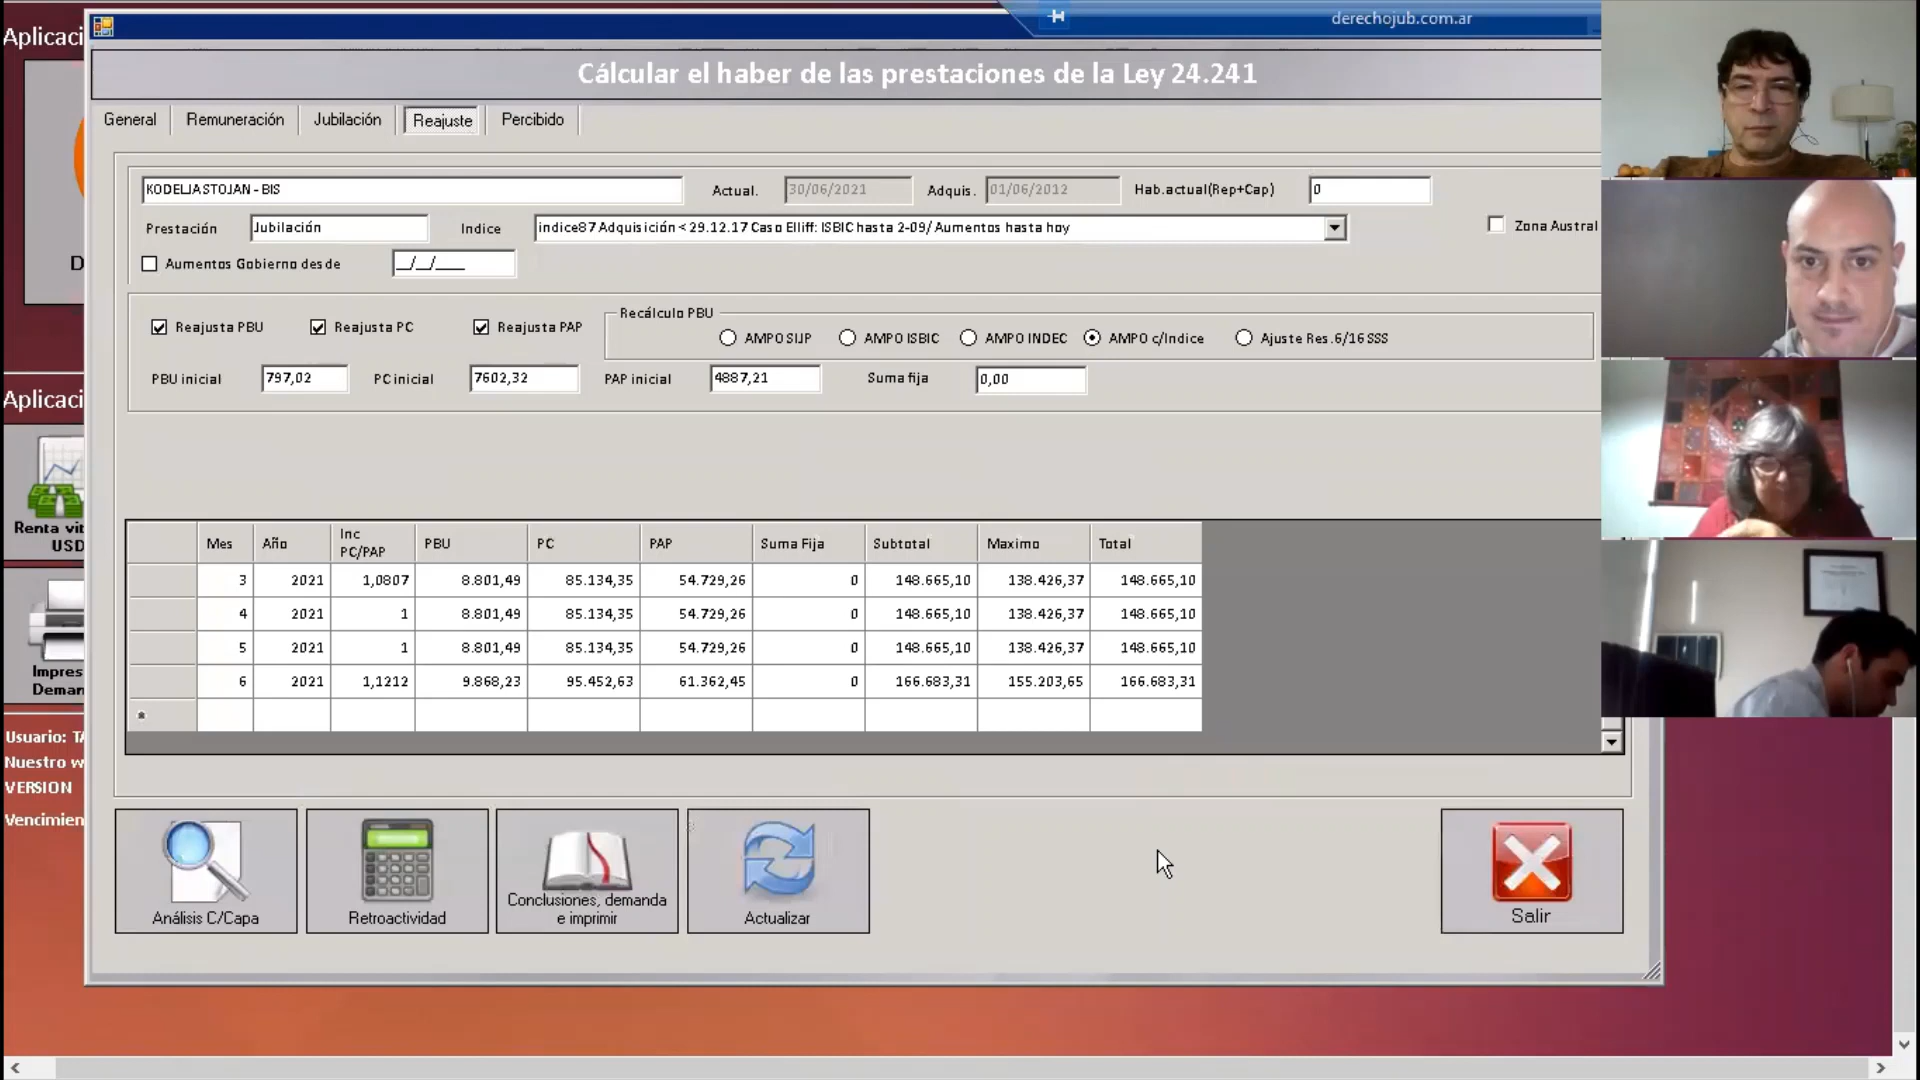 derechojub.com.ar
Aplicaci
Cálcular el haber de las prestaciones de la Ley 24.241
General Remuneración Jubilación Reajuste Percibido
KODELJA STOJAN - BIS Actual. 30/06/2021 Adquis. 01/06/2012 Hab.actual(Rep+Cap) 0
Prestación Jubilación Indice indice87 Adquisición < 29.12.17 Caso Elliff: ISBIC hasta 2-09/ Aumentos hasta hoy Zona Austral
D Aumentos Gobierno desde __/__/____
Recálculo PBU
Reajusta PBU Reajusta PC Reajusta PAP AMPO SIJP AMPO ISBIC AMPO INDEC AMPO c/Indice Ajuste Res.6/16 SSS
PBU inicial 797,02 PC inicial 7602,32 PAP inicial 4887,21 Suma fija 0,00
Aplicaci
Renta vit
USD
Mes Año Inc PC/PAP PBU PC PAP Suma Fija Subtotal Maximo Total
3 2021 1,0807 8.801,49 85.134,35 54.729,26 0 148.665,10 138.426,37 148.665,10
4 2021 1 8.801,49 85.134,35 54.729,26 0 148.665,10 138.426,37 148.665,10
5 2021 1 8.801,49 85.134,35 54.729,26 0 148.665,10 138.426,37 148.665,10
6 2021 1,1212 9.868,23 95.452,63 61.362,45 0 166.683,31 155.203,65 166.683,31
*
Impres
Deman
Usuario: TA
Nuestro w
VERSION
Vencimien
Análisis C/Capa Retroactividad Conclusiones, demanda e imprimir Actualizar Salir